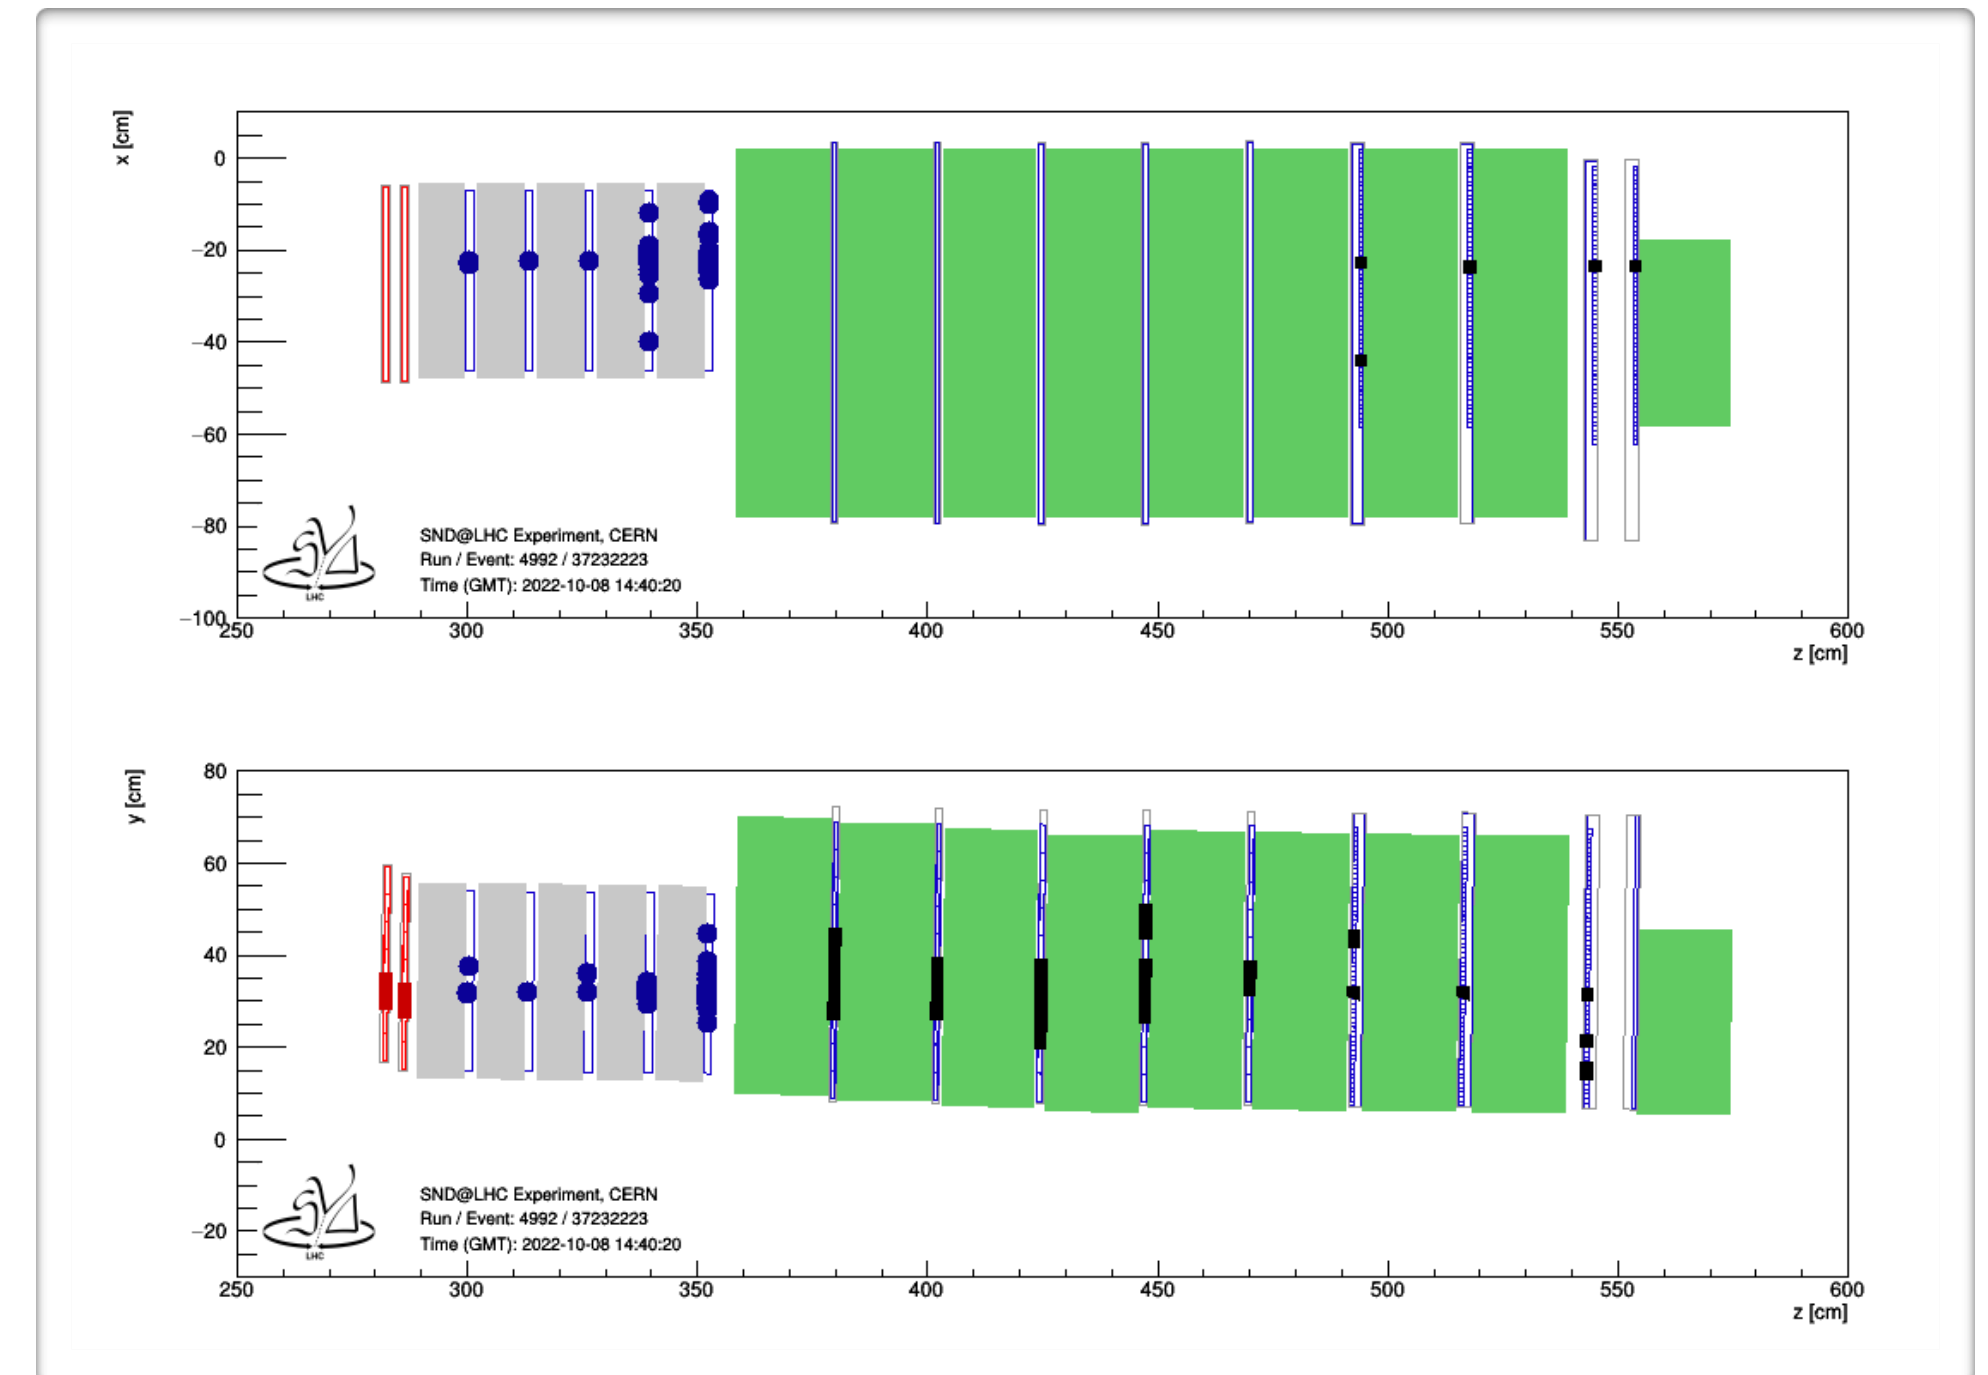 x [cm]
0
−20
−40
−60
−80
−100
250 300 350 400 450 500 550 600
z [cm]
LHC
SND@LHC Experiment, CERN
Run / Event: 4992 / 37232223
Time (GMT): 2022-10-08 14:40:20
y [cm]
80
60
40
20
0
−20
LHC
SND@LHC Experiment, CERN
Run / Event: 4992 / 37232223
Time (GMT): 2022-10-08 14:40:20
250 300 350 400 450 500 550 600
z [cm]